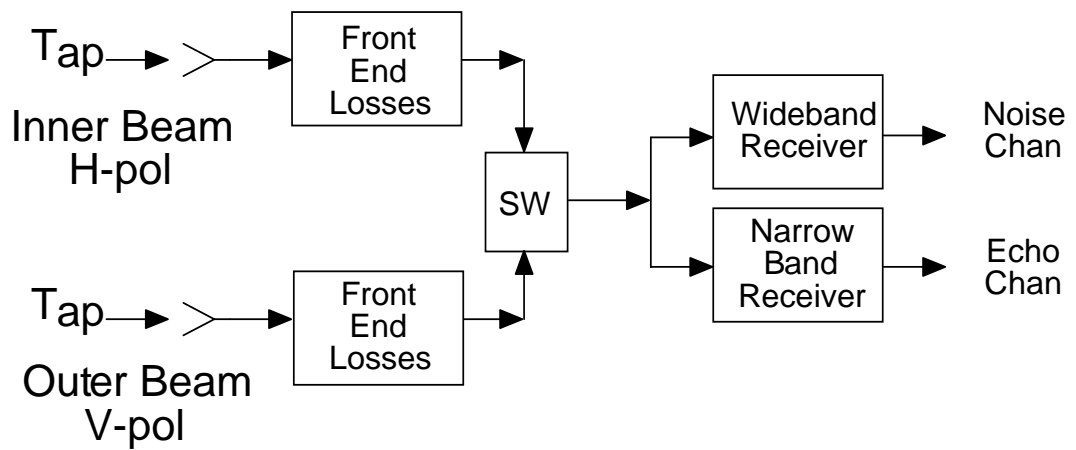 Tap
Inner Beam
H-pol
Front
End
Losses
SW
Wideband
Receiver
Noise
Chan
Narrow
Band
Receiver
Echo
Chan
Tap
Outer Beam
V-pol
Front
End
Losses